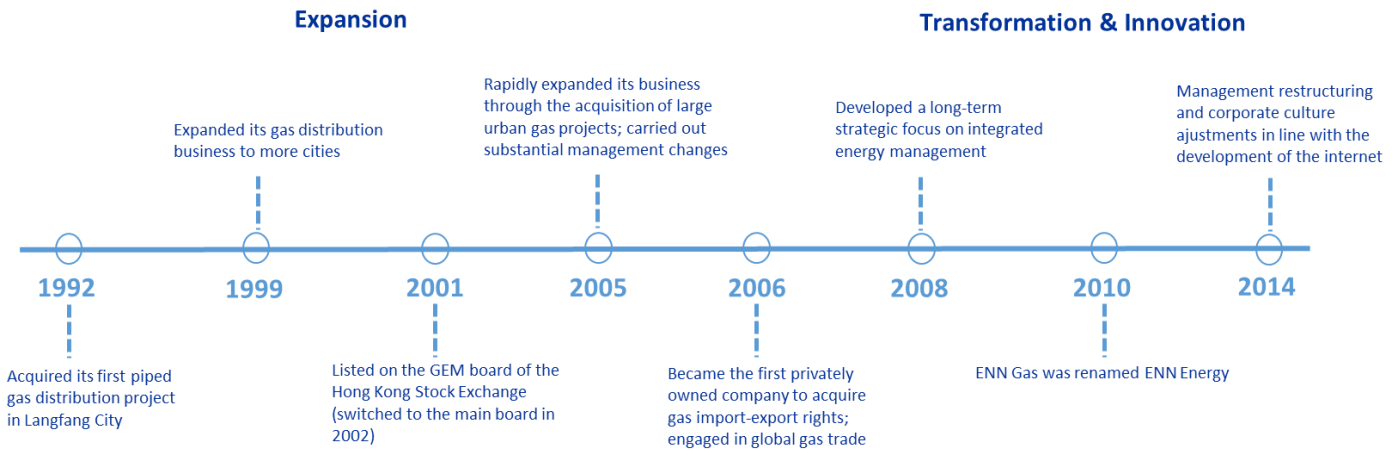 Expansion
Transformation & Innovation
Expanded its gas distribution
business to more cities
Rapidly expanded its business
through the acquisition of large
urban gas projects; carried out
substantial management changes
Developed a long-term
strategic focus on integrated
energy management
Management restructuring
and corporate culture
ajustments in line with the
development of the internet
1992
1999
2001
2005
2006
2008
2010
2014
Acquired its first piped
gas distribution project
in Langfang City
Listed on the GEM board of the
Hong Kong Stock Exchange
(switched to the main board in
2002)
Became the first privately
owned company to acquire
gas import-export rights;
engaged in global gas trade
ENN Gas was renamed ENN Energy